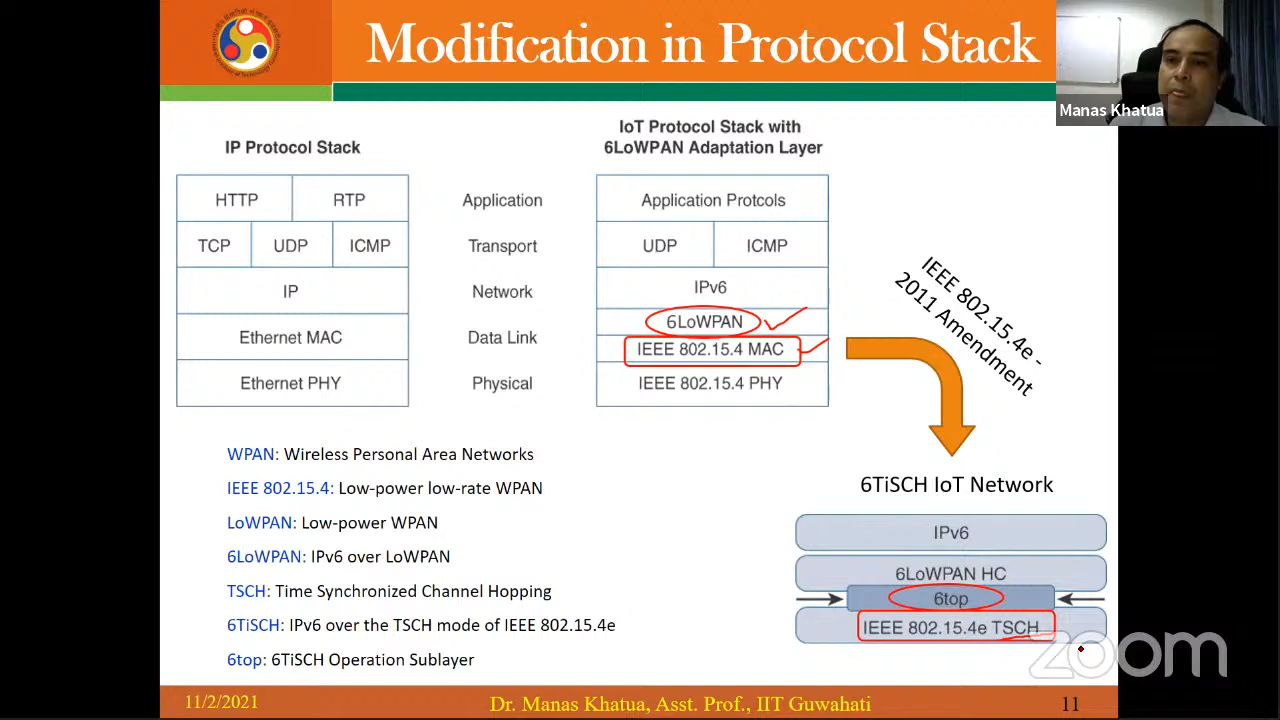 Modification in Protocol Stack
Manas Khatua
IP Protocol Stack
IoT Protocol Stack with
6LoWPAN Adaptation Layer
HTTP RTP Application Application Protcols
TCP UDP ICMP Transport UDP ICMP
IP Network IPv6
6LoWPAN
Ethernet MAC Data Link IEEE 802.15.4 MAC
Ethernet PHY Physical IEEE 802.15.4 PHY
IEEE 802.15.4e -
2011 Amendment
WPAN: Wireless Personal Area Networks
IEEE 802.15.4: Low-power low-rate WPAN
LoWPAN: Low-power WPAN
6LoWPAN: IPv6 over LoWPAN
TSCH: Time Synchronized Channel Hopping
6TiSCH: IPv6 over the TSCH mode of IEEE 802.15.4e
6top: 6TiSCH Operation Sublayer
6TiSCH IoT Network
IPv6
6LoWPAN HC
6top
IEEE 802.15.4e TSCH
zoom
11/2/2021 Dr. Manas Khatua, Asst. Prof., IIT Guwahati 11